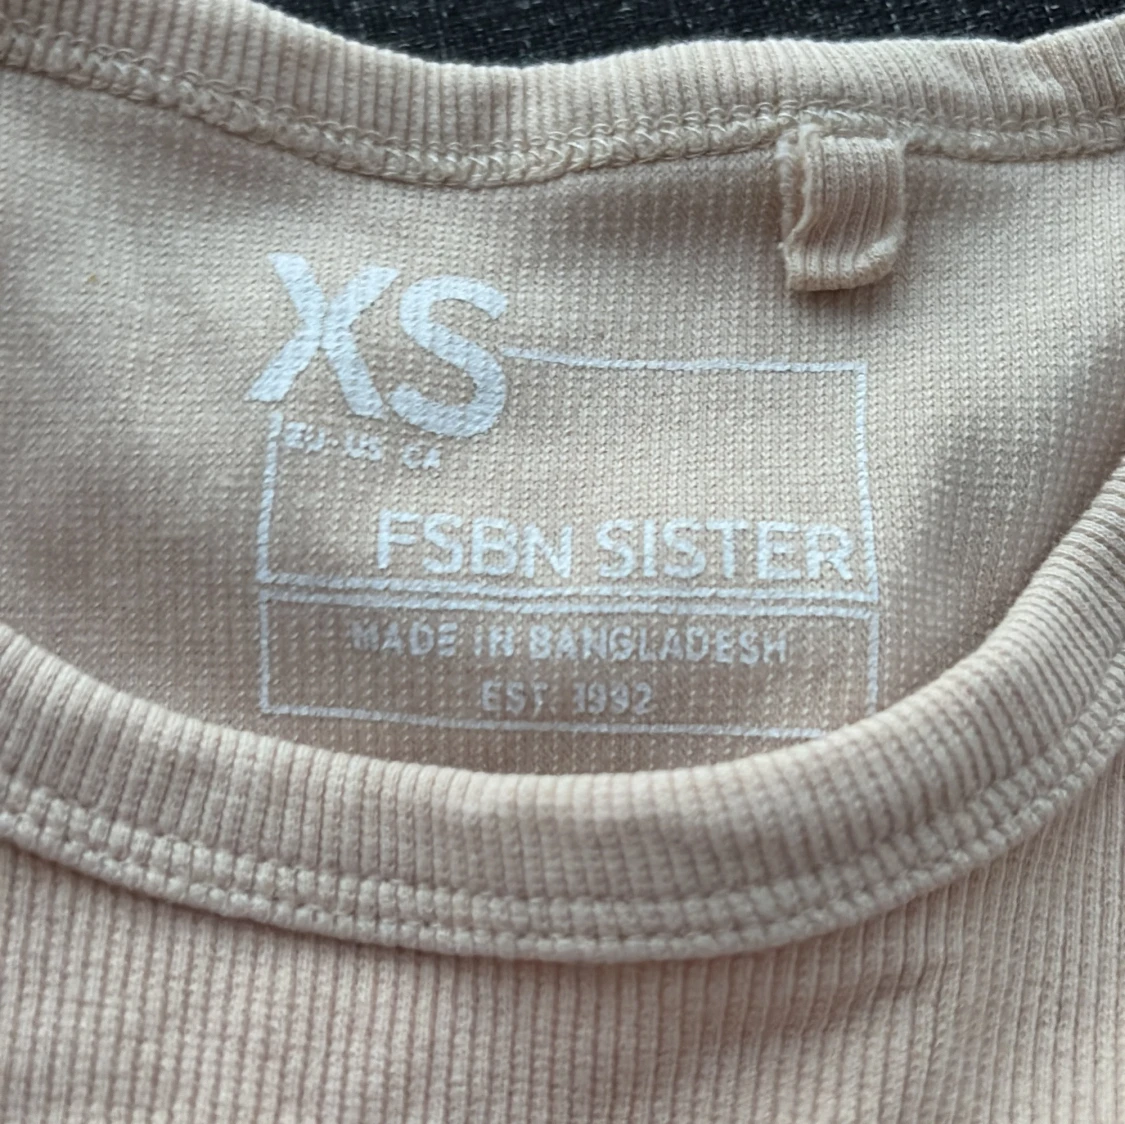 XS
EU - US - CA
FSBN SISTER
MADE IN BANGLADESH
EST. 1992